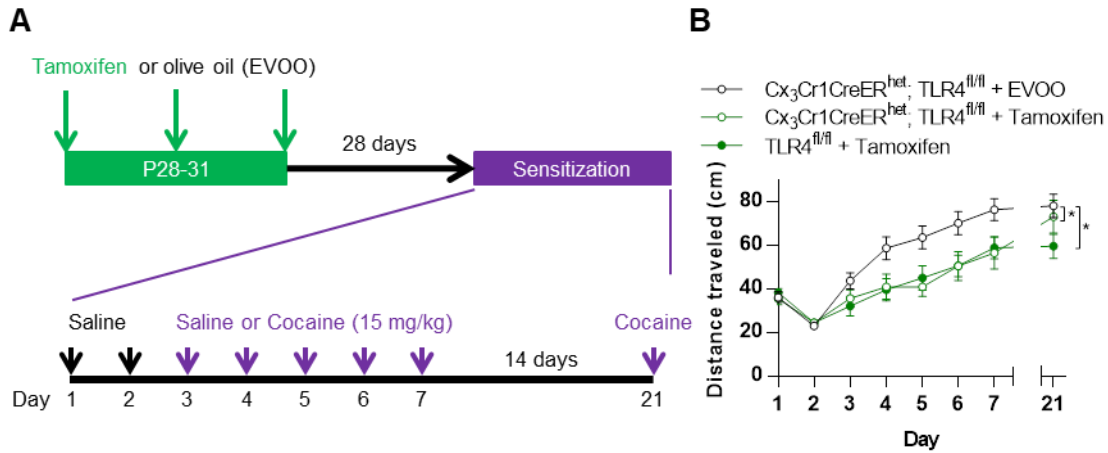 A
Tamoxifen or olive oil (EVOO)
P28-31
28 days
Sensitization
Saline
Saline or Cocaine (15 mg/kg)
Cocaine
14 days
Day 1 2 3 4 5 6 7 21
B
Cx3Cr1CreERhet; TLR4fl/fl + EVOO
Cx3Cr1CreERhet; TLR4fl/fl + Tamoxifen
TLR4fl/fl + Tamoxifen
Distance traveled (cm)
80
60
40
20
0
* *
1 2 3 4 5 6 7 21
Day